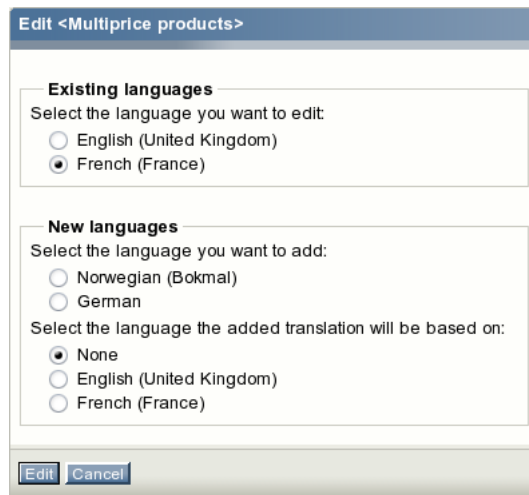 Edit <Multiprice products>
Existing languages
Select the language you want to edit:
English (United Kingdom)
French (France)
New languages
Select the language you want to add:
Norwegian (Bokmal)
German
Select the language the added translation will be based on:
None
English (United Kingdom)
French (France)
Edit Cancel